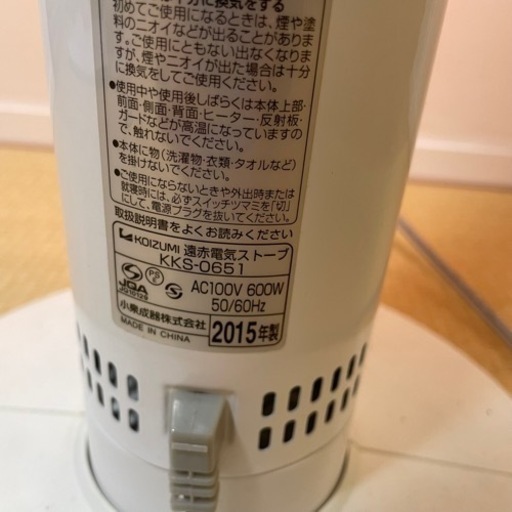 十分に換気をする
初めてご使用になるときは、煙や塗
料のニオイなどが出ることがありま
す。ご使用にともない出なくなりま
すが、煙やニオイが出た場合は十分
に換気をしてご使用ください。
●使用中や使用後しばらくは本体上部・
前面・側面・背面・ヒーター・反射板・
ガードなどが高温になっていますの
で、触れないでください。
●本体に物(洗濯物・衣類・タオルなど)
を掛けないでください。
●ご使用にならないときや外出時または
就寝時には、必ずスイッチツマミを「切」
にして、電源プラグを抜いてください。
取扱説明書をよくお読みください
KOIZUMI 遠赤電気ストーブ
KKS-0651
JQA
PS
E
AC100V 600W
50/60Hz
小泉成器株式会社
2015年製
MADE IN CHINA